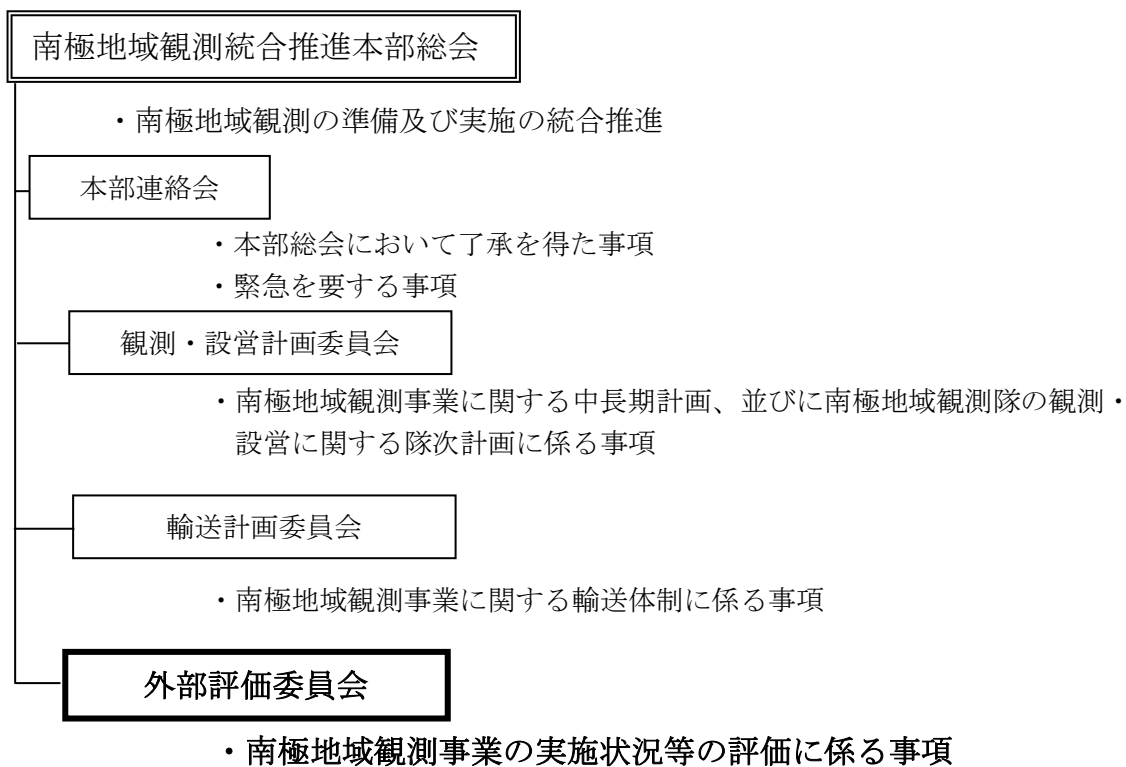 南極地域観測統合推進本部総会
・南極地域観測の準備及び実施の統合推進
本部連絡会
・本部総会において了承を得た事項
・緊急を要する事項
観測・設営計画委員会
・南極地域観測事業に関する中長期計画、並びに南極地域観測隊の観測・
設営に関する隊次計画に係る事項
輸送計画委員会
・南極地域観測事業に関する輸送体制に係る事項
外部評価委員会
・南極地域観測事業の実施状況等の評価に係る事項